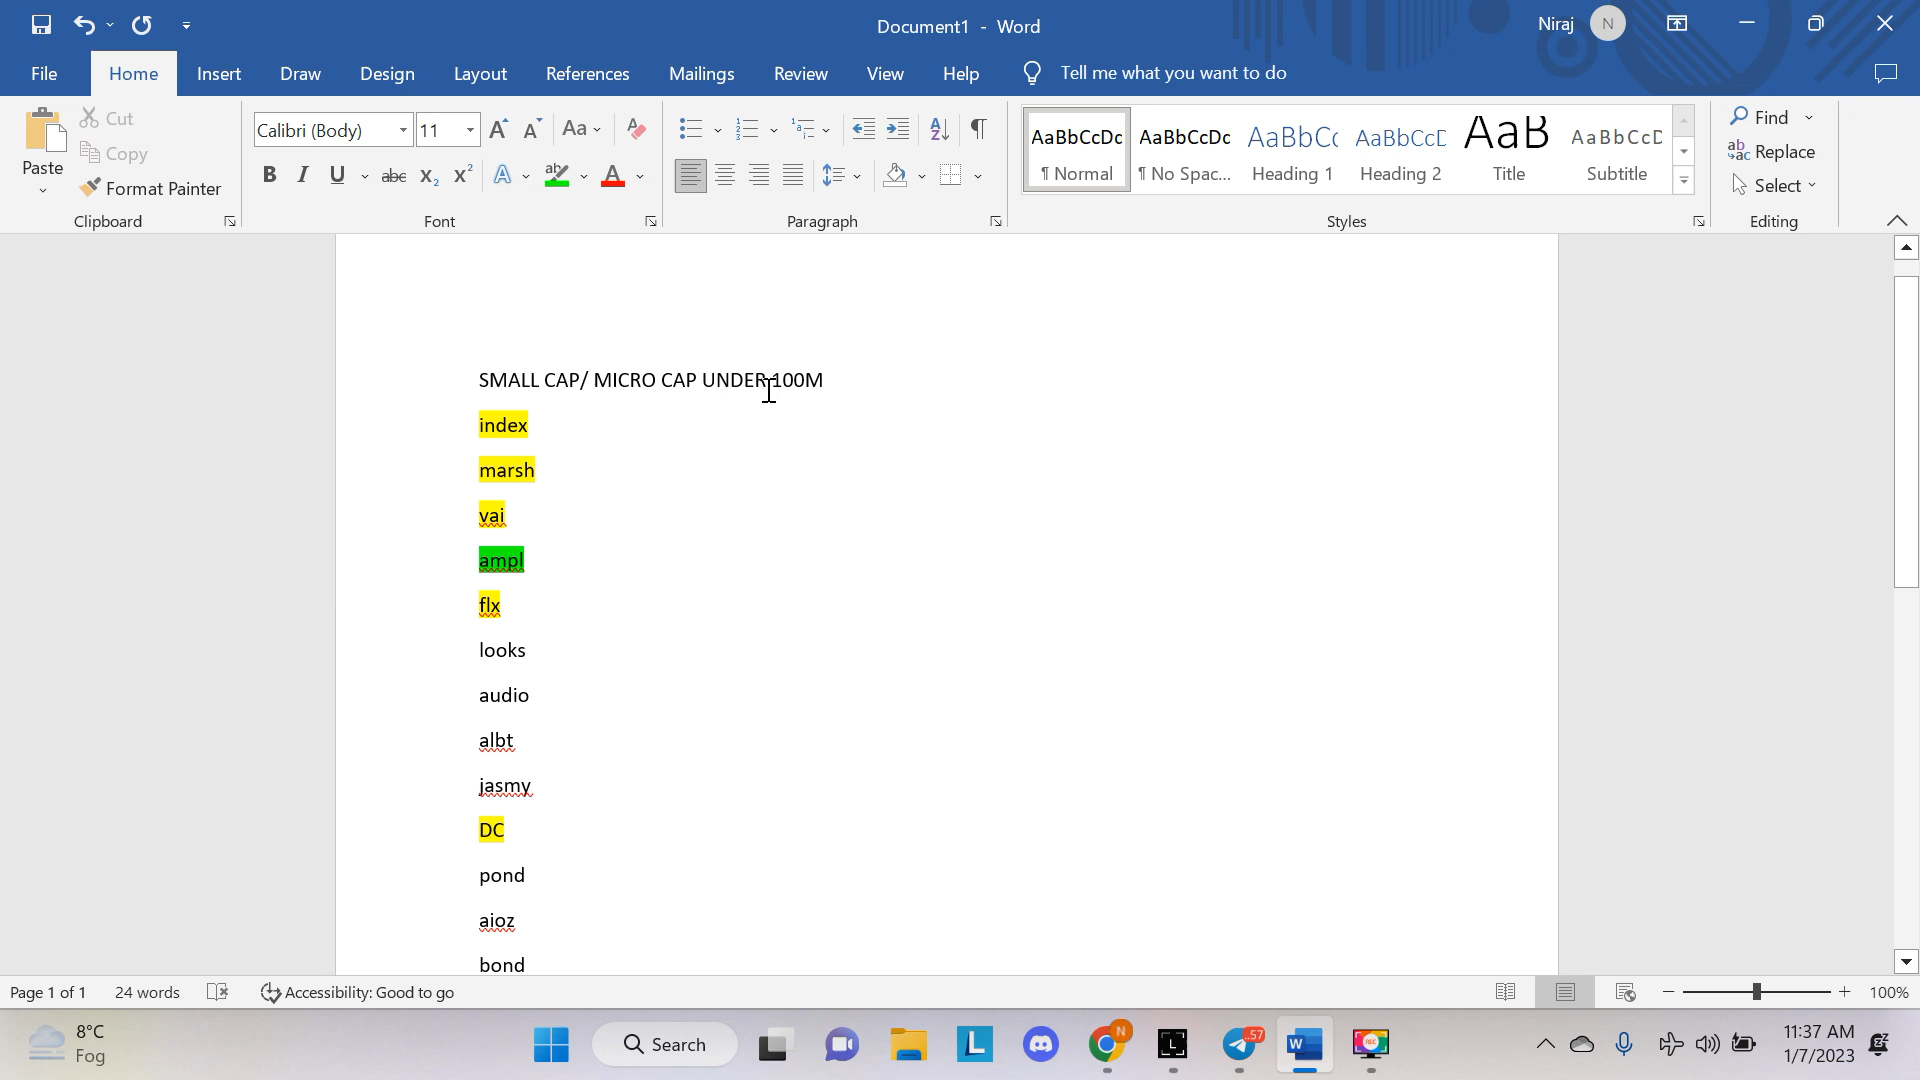 Document1 - Word
Niraj N
File Home Insert Draw Design Layout References Mailings Review View Help Tell me what you want to do
Paste
Cut
Copy
Format Painter
Clipboard
Calibri (Body) 11
Font
Paragraph
AaBbCcDc AaBbCcDc AaBbC AaBbCcD AaB AaBbCcD
¶ Normal ¶ No Spac... Heading 1 Heading 2 Title Subtitle
Styles
Find
Replace
Select
Editing
SMALL CAP/ MICRO CAP UNDER 100M
index
marsh
vai
ampl
flx
looks
audio
albt
jasmy
DC
pond
aioz
bond
Page 1 of 1 24 words Accessibility: Good to go 100%
8°C
Fog
Search
..57
11:37 AM
1/7/2023